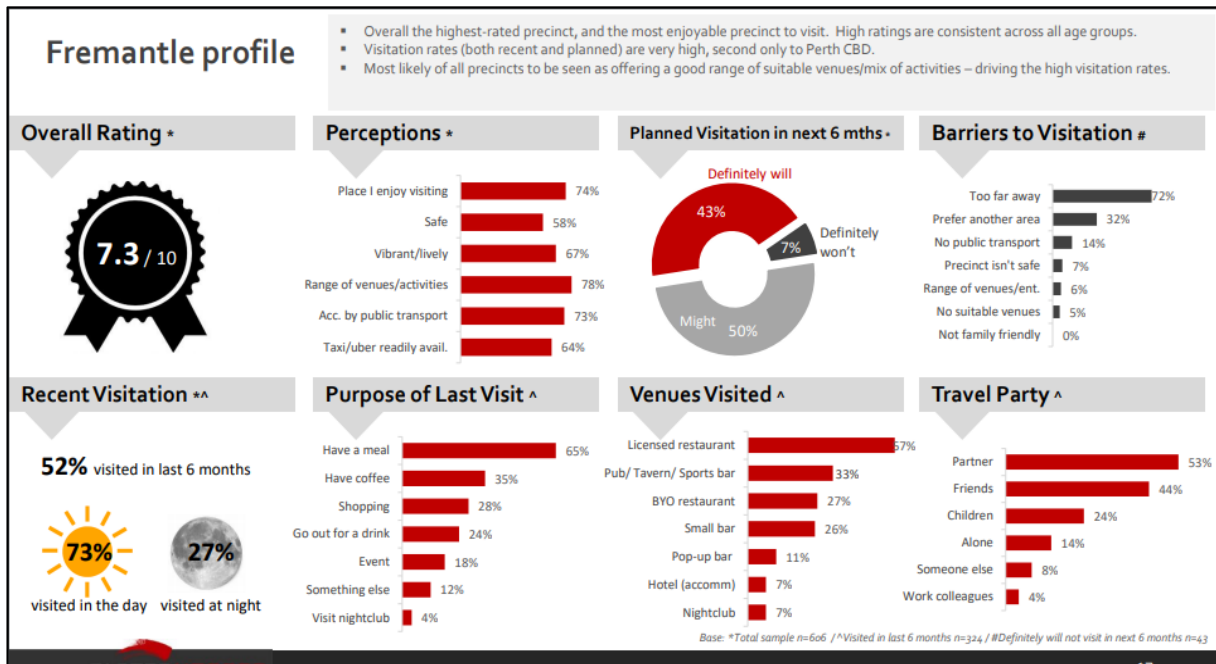 Fremantle profile
▪ Overall the highest-rated precinct, and the most enjoyable precinct to visit. High ratings are consistent across all age groups.
▪ Visitation rates (both recent and planned) are very high, second only to Perth CBD.
▪ Most likely of all precincts to be seen as offering a good range of suitable venues/mix of activities – driving the high visitation rates.
Overall Rating *
7.3 / 10
Perceptions *
Place I enjoy visiting 74%
Safe 58%
Vibrant/lively 67%
Range of venues/activities 78%
Acc. by public transport 73%
Taxi/uber readily avail. 64%
Planned Visitation in next 6 mths *
Definitely will
43%
7%
Definitely
won't
Might
50%
Barriers to Visitation #
Too far away 72%
Prefer another area 32%
No public transport 14%
Precinct isn't safe 7%
Range of venues/ent. 6%
No suitable venues 5%
Not family friendly 0%
Recent Visitation *^
52% visited in last 6 months
73% 27%
visited in the day visited at night
Purpose of Last Visit ^
Have a meal 65%
Have coffee 35%
Shopping 28%
Go out for a drink 24%
Event 18%
Something else 12%
Visit nightclub 4%
Venues Visited ^
Licensed restaurant 57%
Pub/ Tavern/ Sports bar 33%
BYO restaurant 27%
Small bar 26%
Pop-up bar 11%
Hotel (accomm) 7%
Nightclub 7%
Travel Party ^
Partner 53%
Friends 44%
Children 24%
Alone 14%
Someone else 8%
Work colleagues 4%
Base: *Total sample n=606 / ^Visited in last 6 months n=324 / #Definitely will not visit in next 6 months n=43